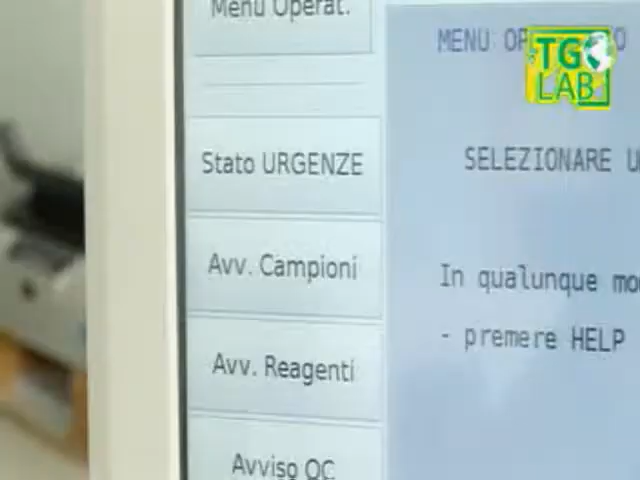 Menu Operat.
MENU OP
TG LAB
Stato URGENZE
SELEZIONARE
Avv. Campioni
In qualunque
Avv. Reagenti
- premere HELP
Avviso QC